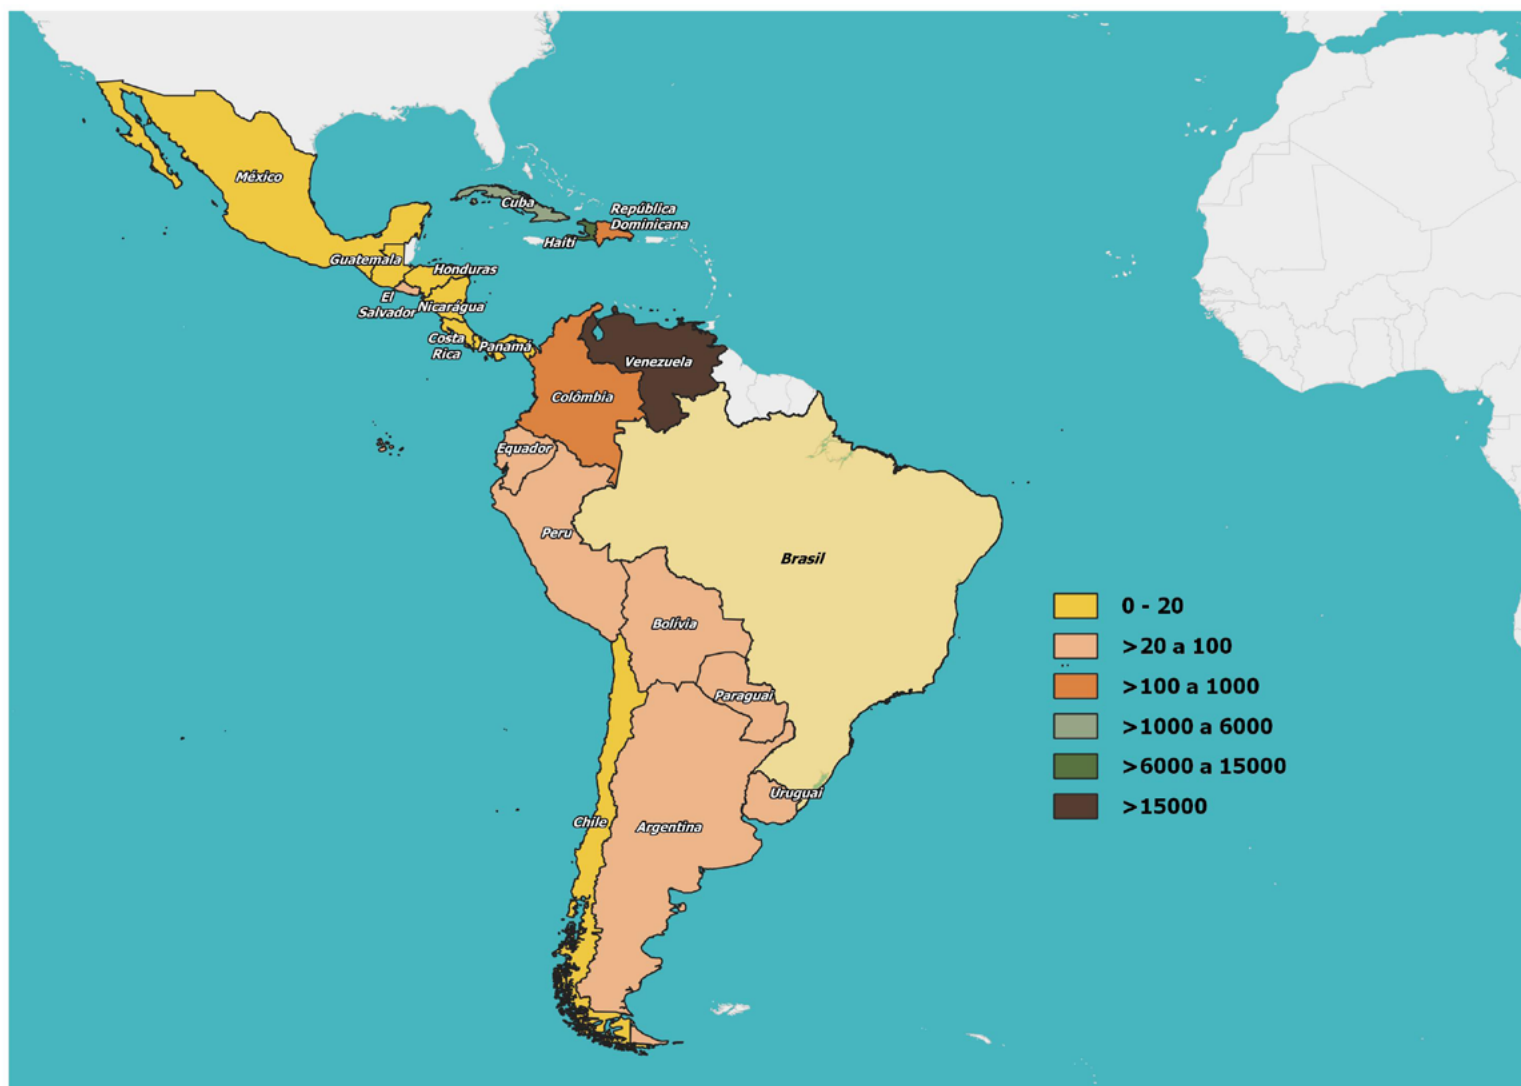 México
Cuba
República
Dominicana
Haíti
Guatemala
Honduras
El
Salvador
Nicarágua
Costa
Rica
Panamá
Venezuela
Colômbia
Equador
Peru
Brasil
Bolívia
Paraguai
Uruguai
Chile
Argentina
0 - 20
>20 a 100
>100 a 1000
>1000 a 6000
>6000 a 15000
>15000